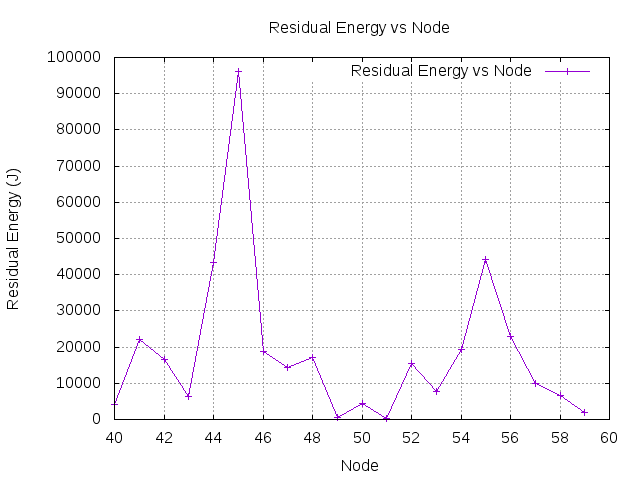 Residual Energy vs Node
Residual Energy vs Node
100000
90000
80000
70000
60000
50000
40000
30000
20000
10000
0
Residual Energy (J)
40 42 44 46 48 50 52 54 56 58 60
Node